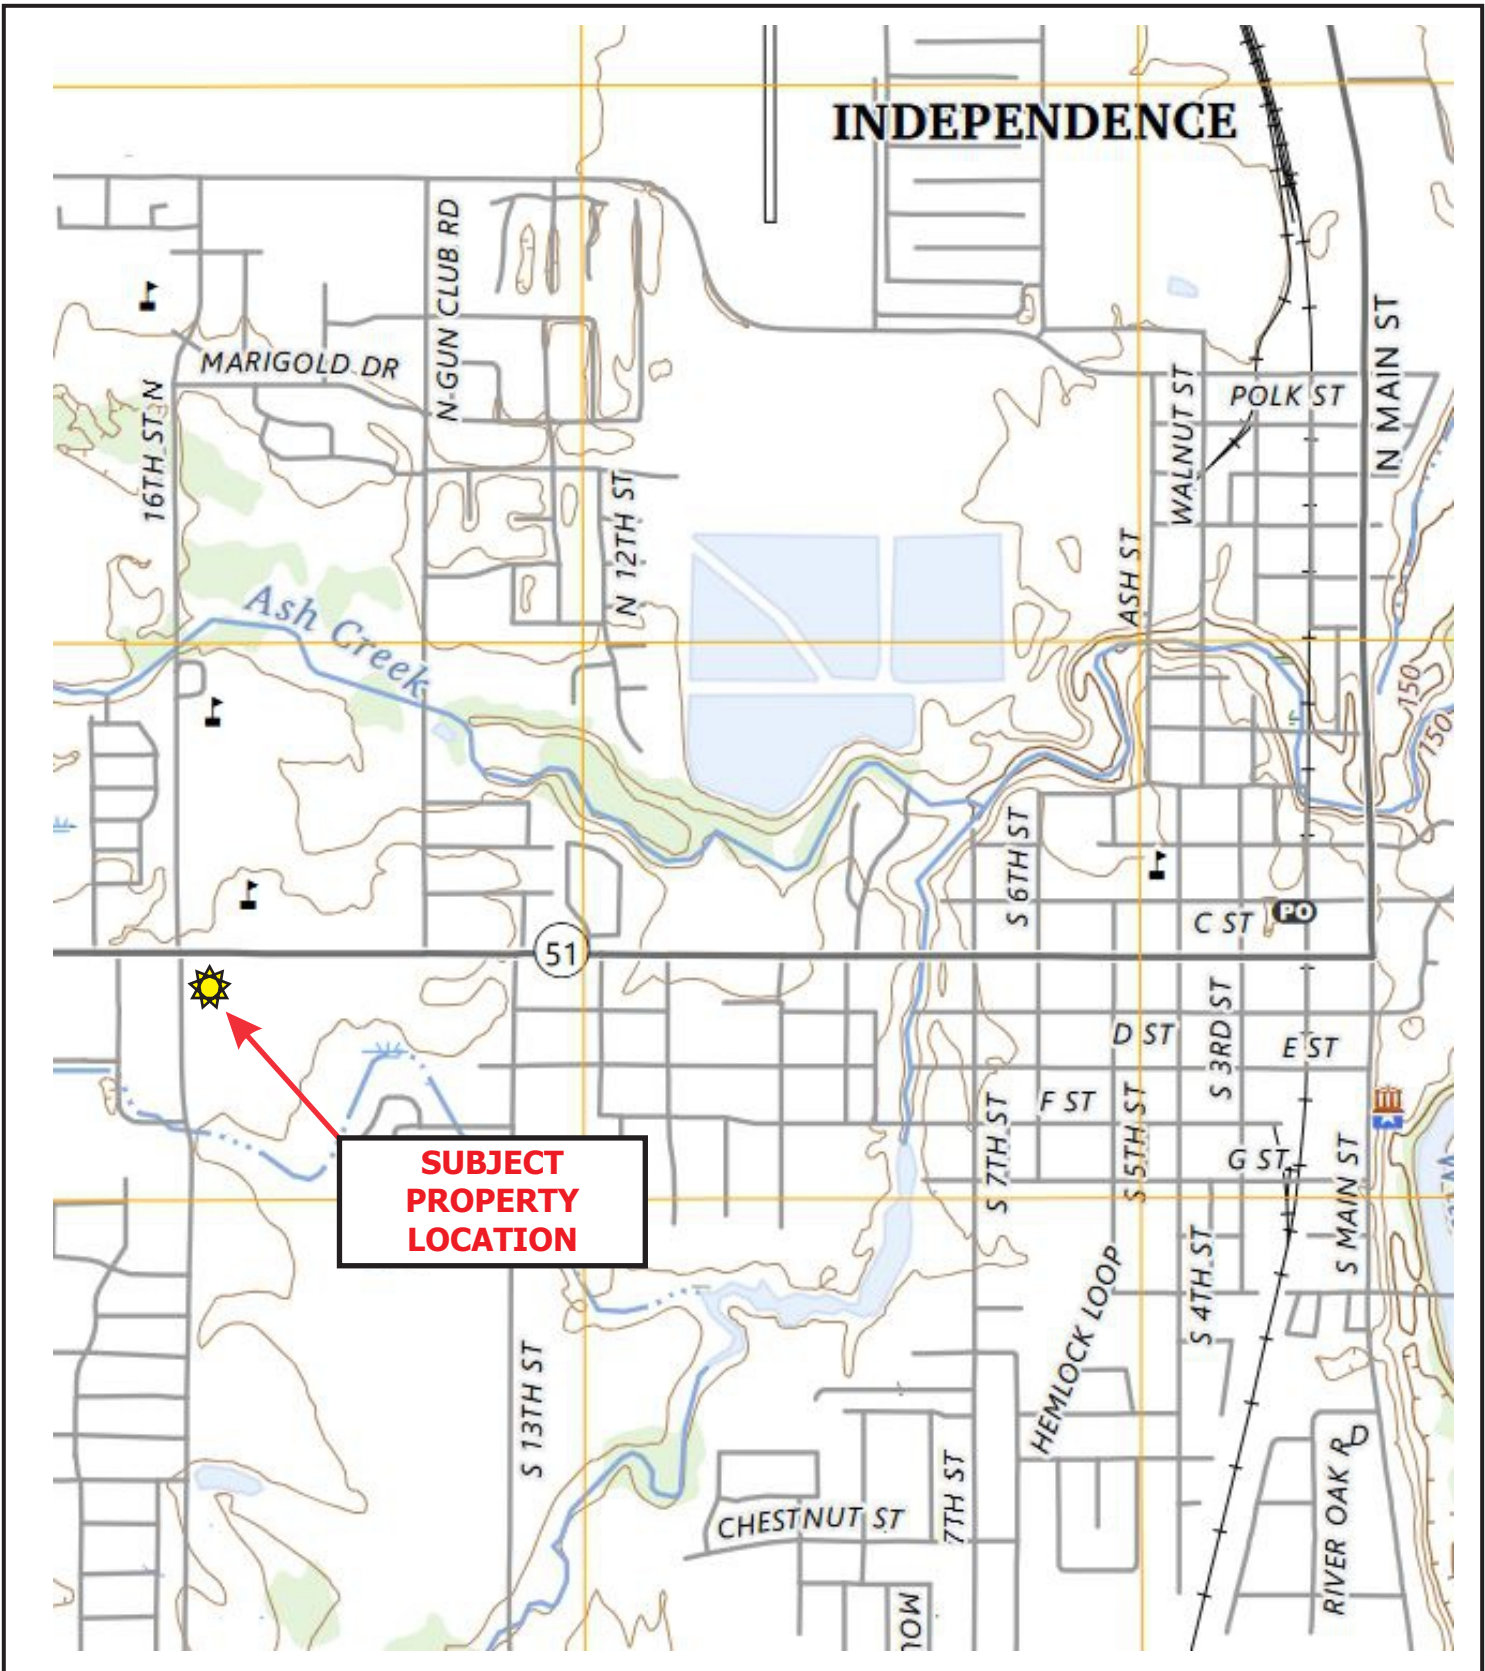 INDEPENDENCE
N GUN CLUB RD
N MAIN ST
MARIGOLD DR
WALNUT ST
POLK ST
16TH ST N
N 12TH ST
ASH ST
Ash Creek
150
150
S 6TH ST
C ST
PO
51
D ST
S 3RD ST
E ST
F ST
S 7TH ST
S 5TH ST
G ST
S MAIN ST
SUBJECT
PROPERTY
LOCATION
HEMLOCK LOOP
S 4TH ST
S 13TH ST
RIVER OAK RD
CHESTNUT ST
7TH ST
MOU